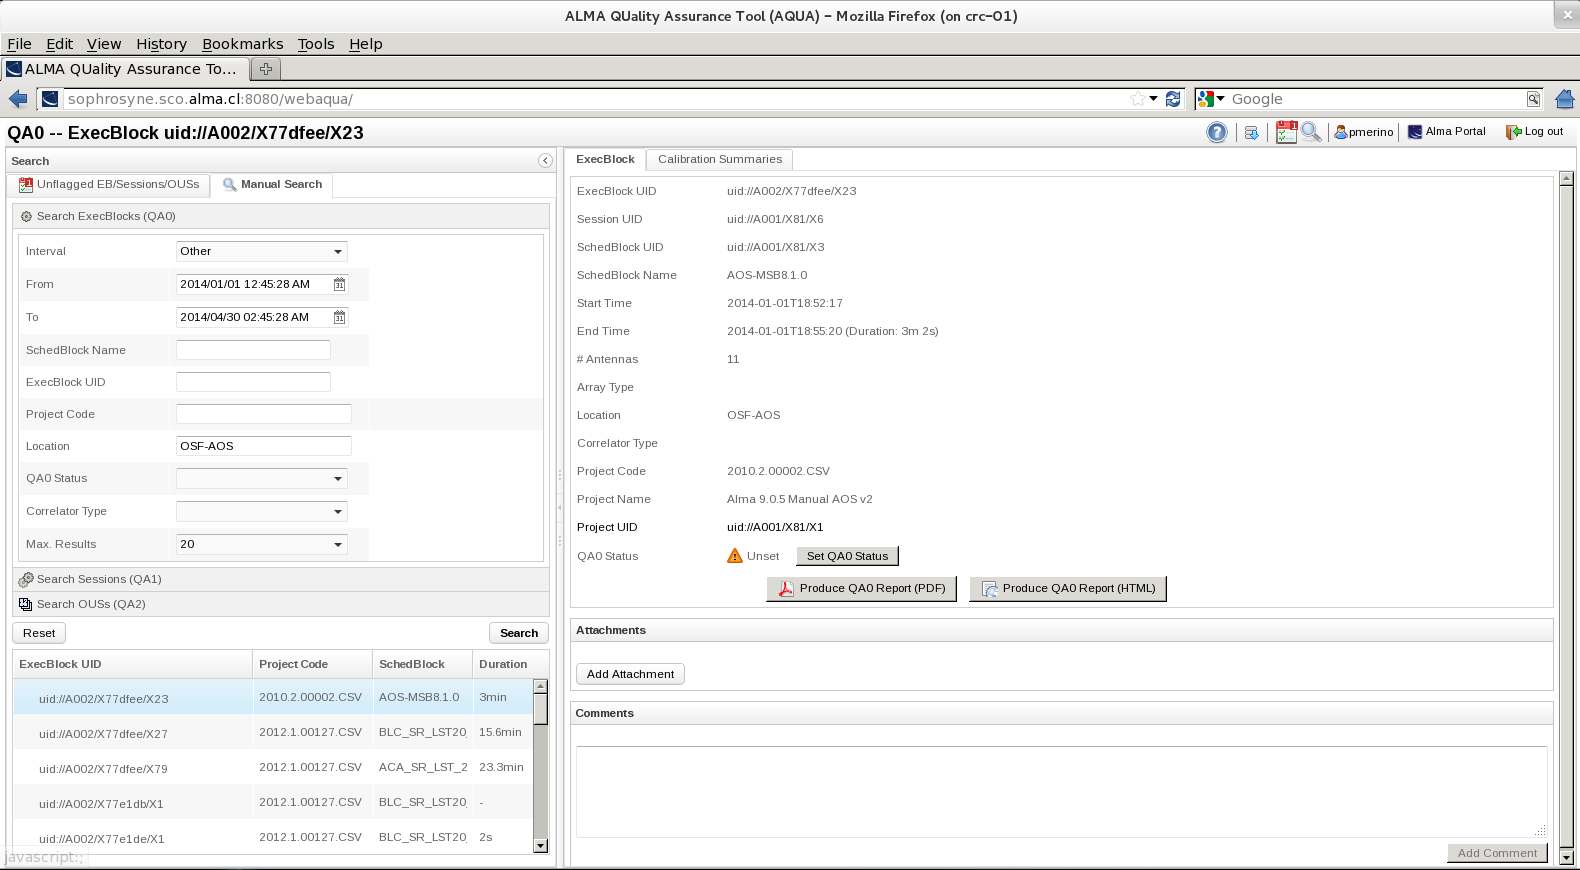 ALMA QUality Assurance Tool (AQUA) - Mozilla Firefox (on crc-01)
File Edit View History Bookmarks Tools Help
ALMA QUality Assurance To...
sophrosyne.sco.alma.cl:8080/webaqua/
Google
QA0 -- ExecBlock uid://A002/X77dfee/X23
pmerino Alma Portal Log out
Search
Unflagged EB/Sessions/OUSs Manual Search
Search ExecBlocks (QA0)
Interval Other
From 2014/01/01 12:45:28 AM
To 2014/04/30 02:45:28 AM
SchedBlock Name
ExecBlock UID
Project Code
Location OSF-AOS
QA0 Status
Correlator Type
Max. Results 20
Search Sessions (QA1)
Search OUSs (QA2)
Reset Search
ExecBlock UID Project Code SchedBlock Duration
uid://A002/X77dfee/X23 2010.2.00002.CSV AOS-MSB8.1.0 3min
uid://A002/X77dfee/X27 2012.1.00127.CSV BLC_SR_LST20_ 15.6min
uid://A002/X77dfee/X79 2012.1.00127.CSV ACA_SR_LST_2 23.3min
uid://A002/X77e1db/X1 2012.1.00127.CSV BLC_SR_LST20_ -
uid://A002/X77e1de/X1 2012.1.00127.CSV BLC_SR_LST20_ 2s
javascript:;
ExecBlock Calibration Summaries
ExecBlock UID uid://A002/X77dfee/X23
Session UID uid://A001/X81/X6
SchedBlock UID uid://A001/X81/X3
SchedBlock Name AOS-MSB8.1.0
Start Time 2014-01-01T18:52:17
End Time 2014-01-01T18:55:20 (Duration: 3m 2s)
# Antennas 11
Array Type
Location OSF-AOS
Correlator Type
Project Code 2010.2.00002.CSV
Project Name Alma 9.0.5 Manual AOS v2
Project UID uid://A001/X81/X1
QA0 Status Unset Set QA0 Status
Produce QA0 Report (PDF) Produce QA0 Report (HTML)
Attachments
Add Attachment
Comments
Add Comment